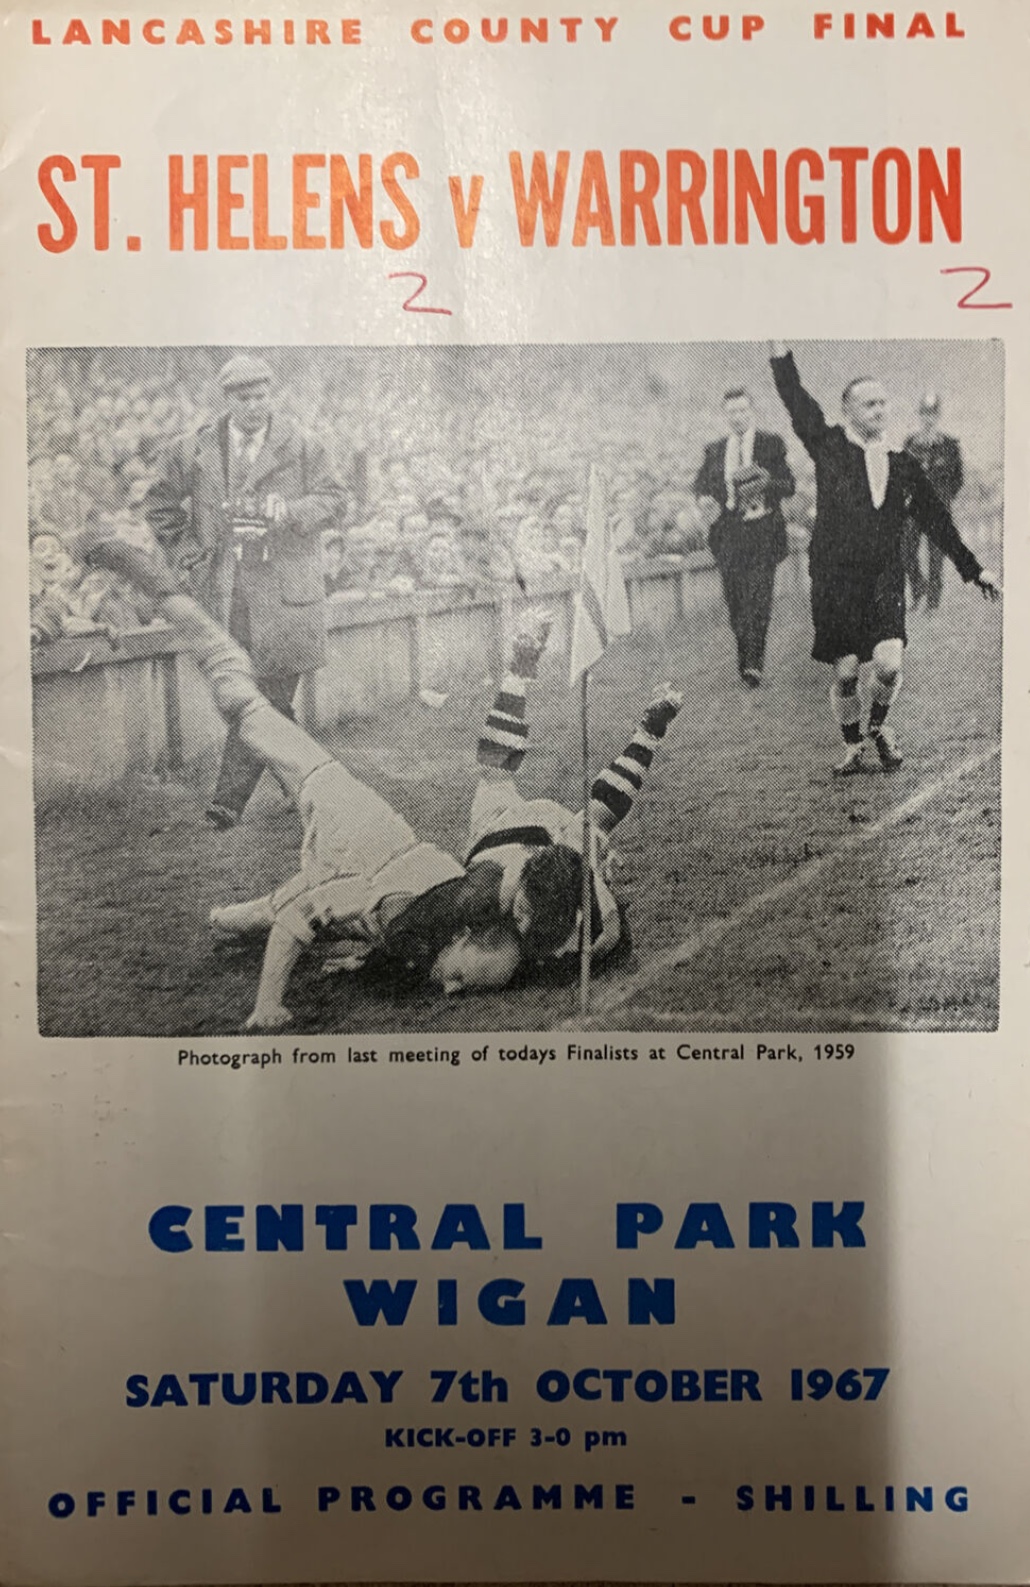 LANCASHIRE COUNTY CUP FINAL
ST. HELENS v WARRINGTON
2 2
Photograph from last meeting of todays Finalists at Central Park, 1959
CENTRAL PARK
WIGAN
SATURDAY 7th OCTOBER 1967
KICK-OFF 3-0 pm
OFFICIAL PROGRAMME - SHILLING